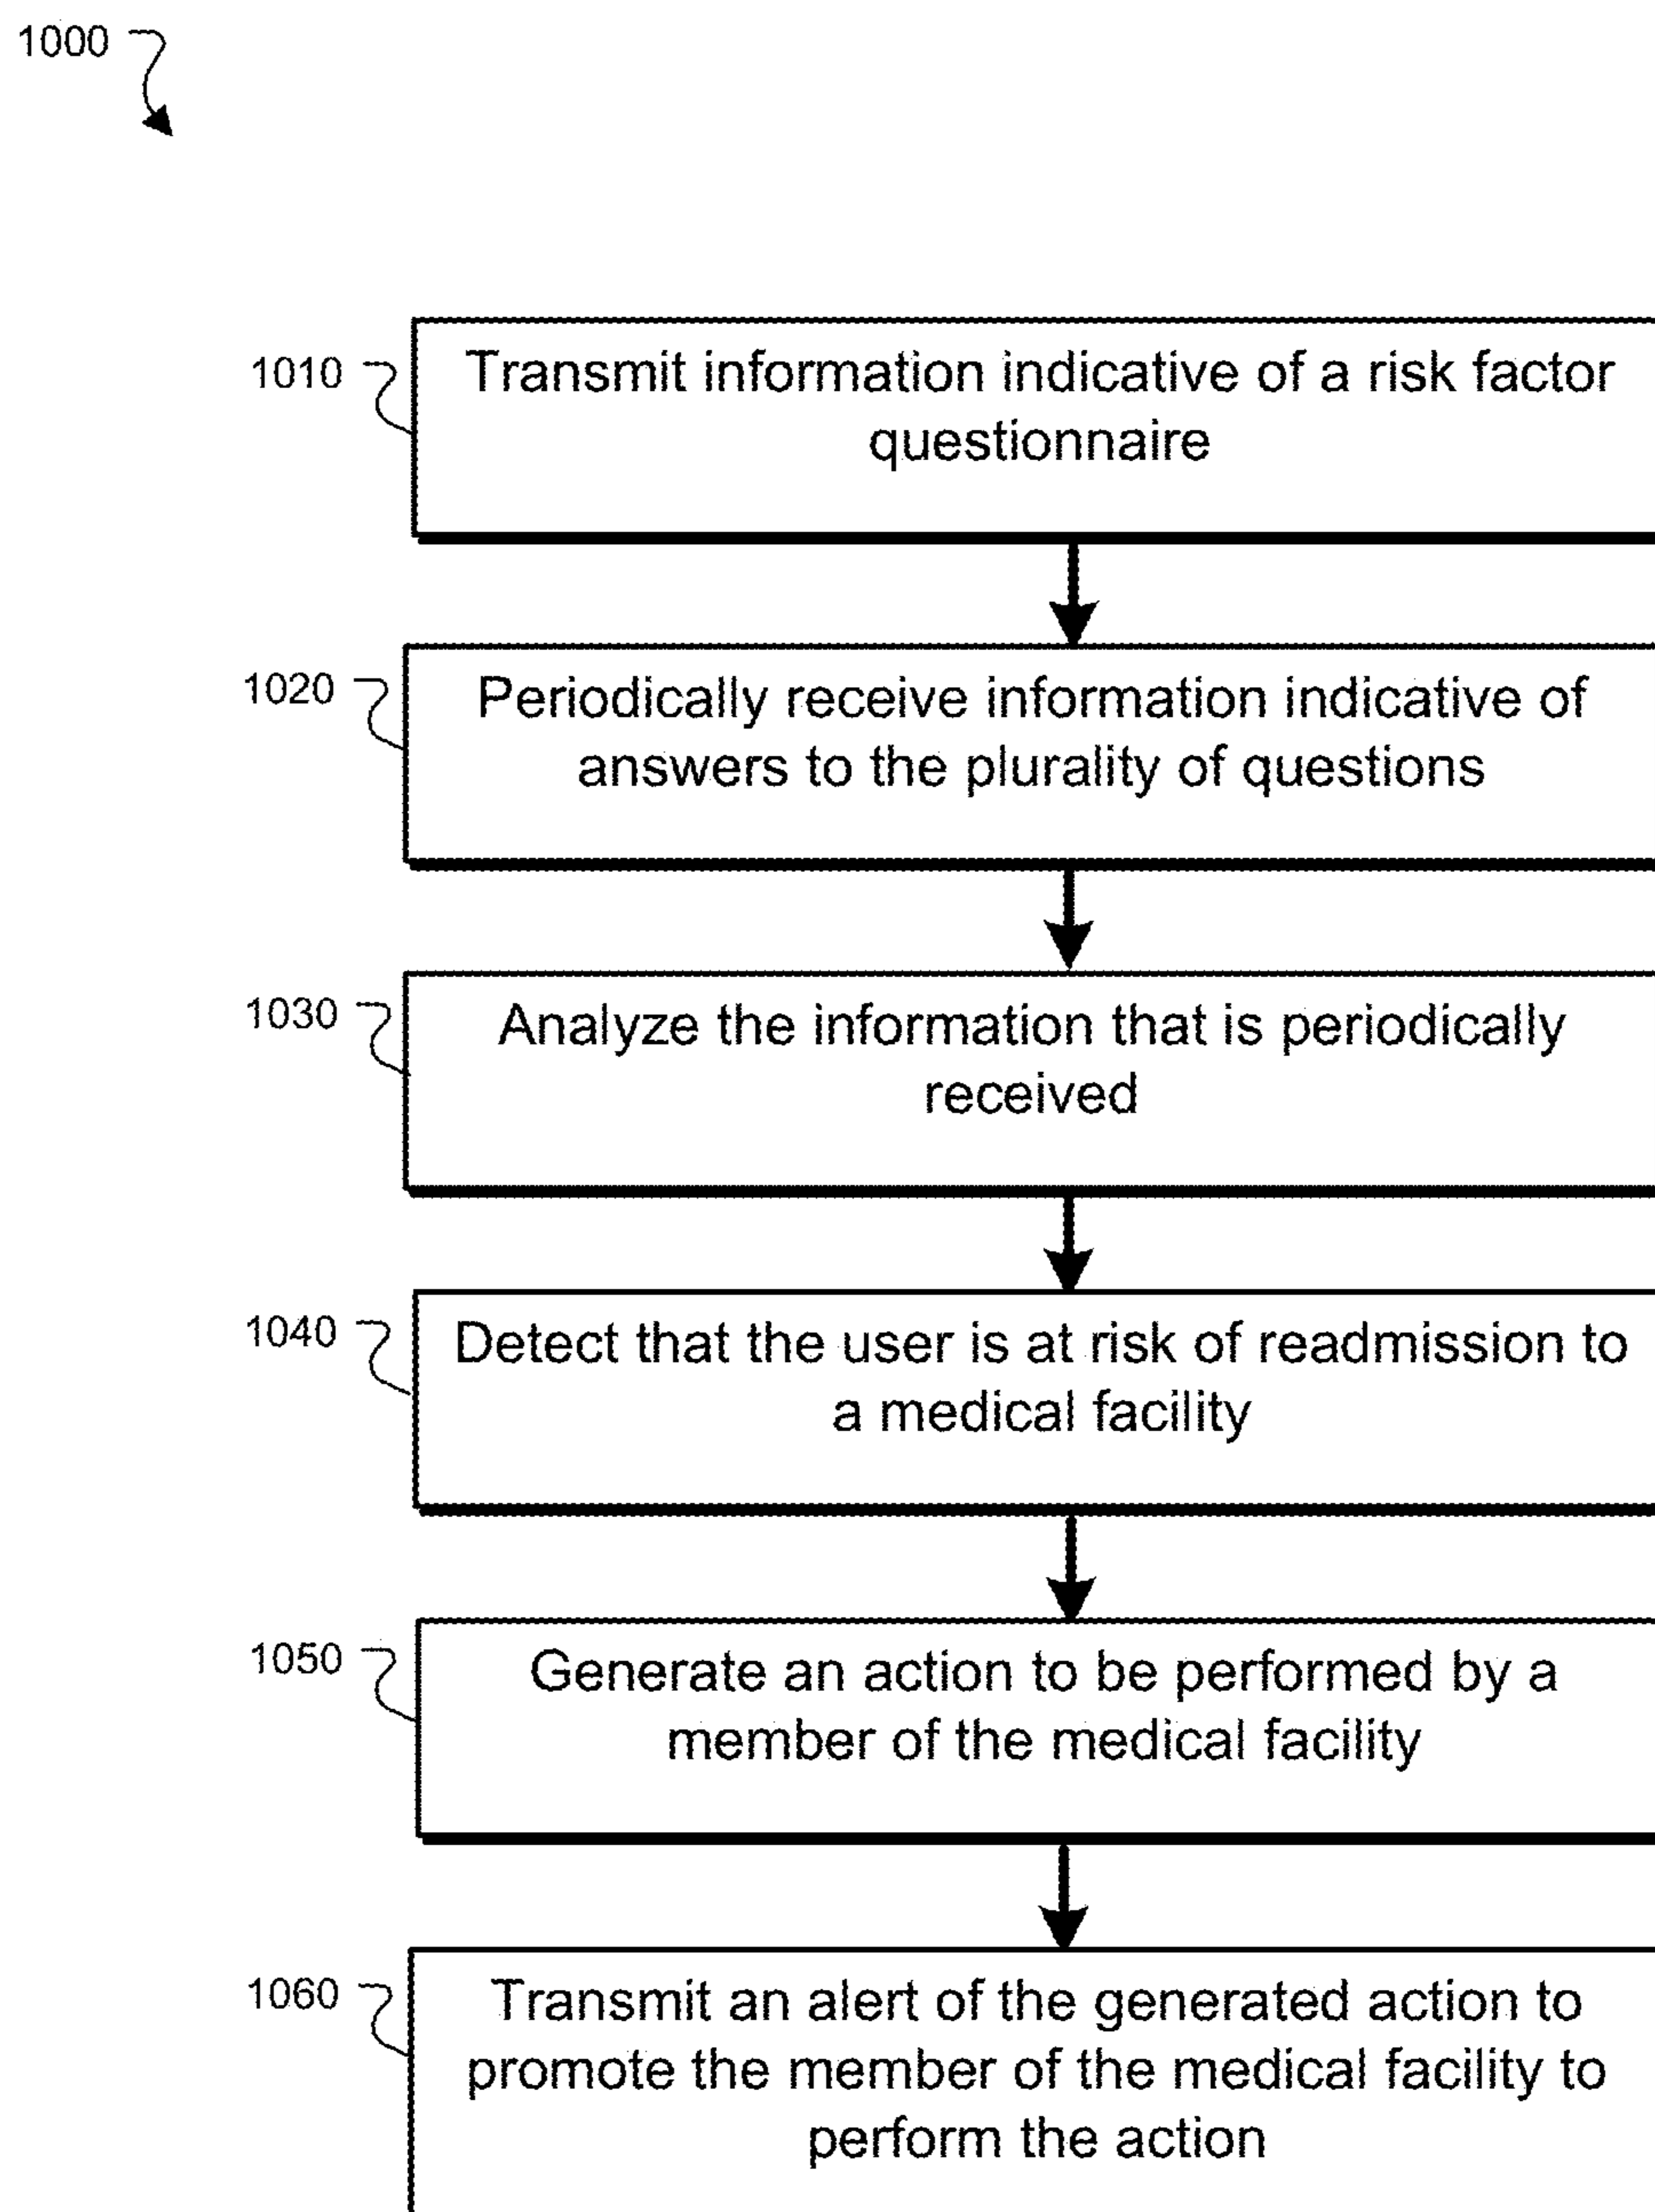 1000
1010
Transmit information indicative of a risk factor
questionnaire
1020
Periodically receive information indicative of
answers to the plurality of questions
1030
Analyze the information that is periodically
received
1040
Detect that the user is at risk of readmission to
a medical facility
1050
Generate an action to be performed by a
member of the medical facility
1060
Transmit an alert of the generated action to
promote the member of the medical facility to
perform the action